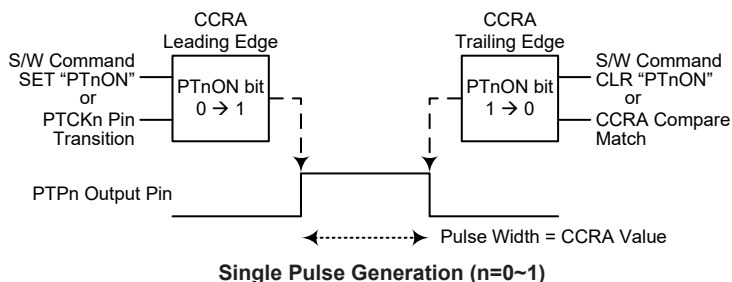 CCRA
Leading Edge
S/W Command
SET “PTnON”
or
PTCKn Pin
Transition
PTnON bit
0 → 1
CCRA
Trailing Edge
PTnON bit
1 → 0
S/W Command
CLR “PTnON”
or
CCRA Compare
Match
PTPn Output Pin
Pulse Width = CCRA Value
Single Pulse Generation (n=0~1)